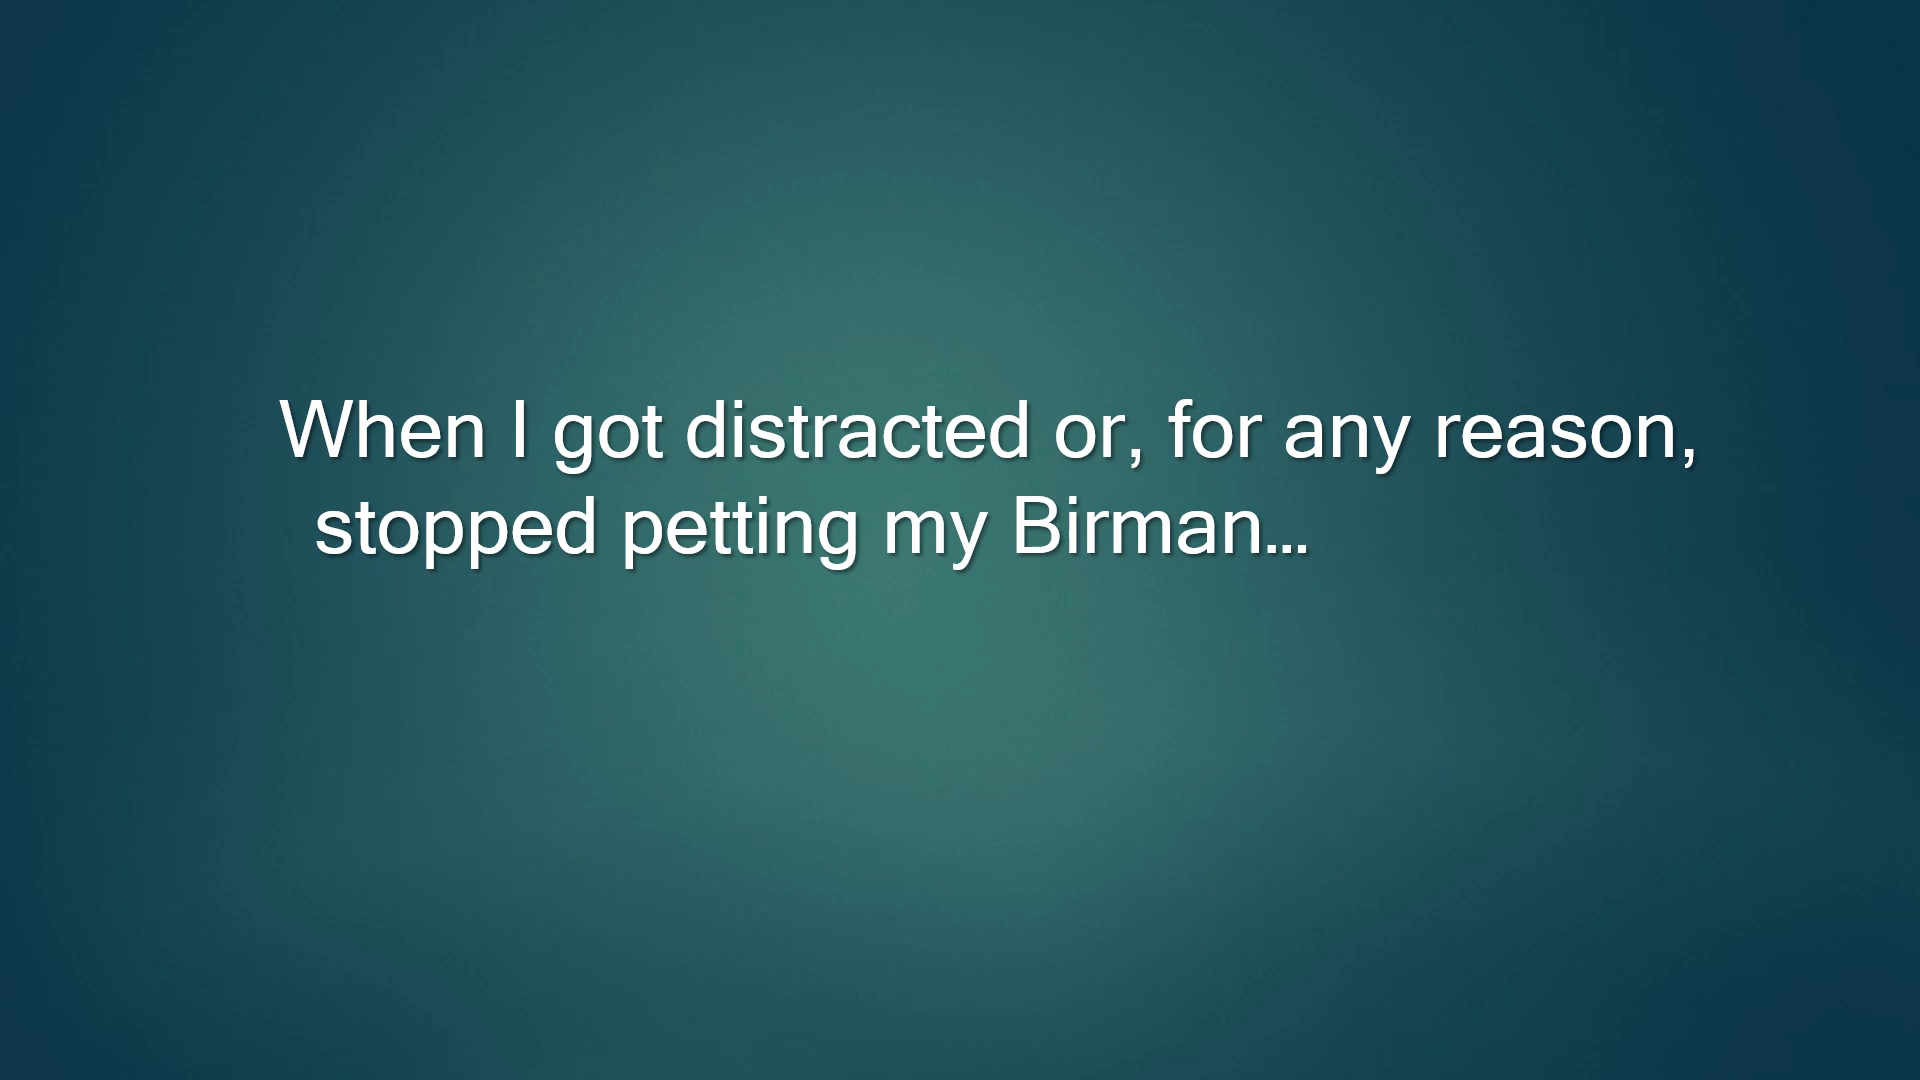 When I got distracted or, for any reason,
stopped petting my Birman...